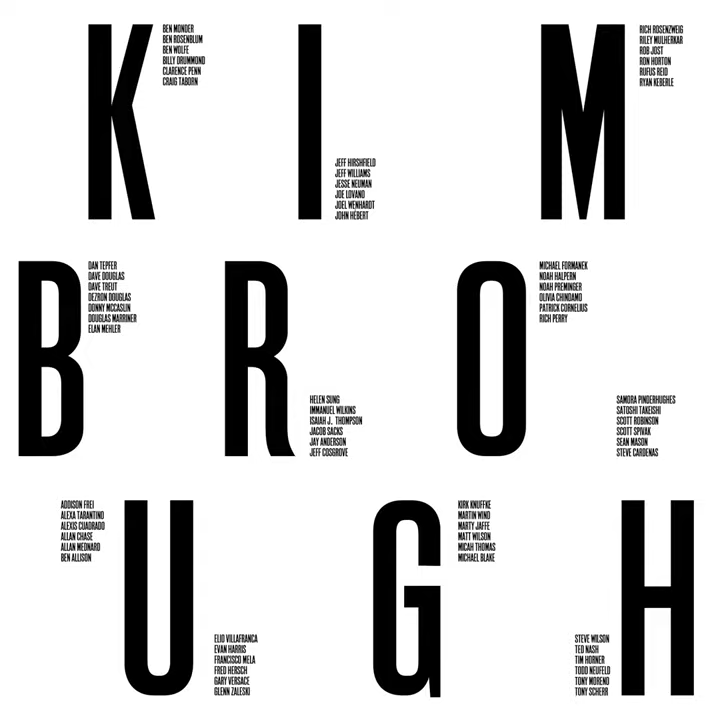 K
BEN MONDER
BEN ROSENBLUM
BEN WOLFE
BILLY DRUMMOND
CLARENCE PENN
CRAIG TABORN
I
JEFF HIRSHFIELD
JEFF WILLIAMS
JESSE NEUMAN
JOE LOVANO
JOEL WENHARDT
JOHN HÉBERT
M
RICH ROSENZWEIG
RILEY MULHERKAR
ROB JOST
RON HORTON
RUFUS REID
RYAN KEBERLE
B
DAN TEPFER
DAVE DOUGLAS
DAVE TREUT
DEZRON DOUGLAS
DONNY MCCASLIN
DOUGLAS MARRINER
ELAN MEHLER
R
HELEN SUNG
IMMANUEL WILKINS
ISAIAH J. THOMPSON
JACOB SACKS
JAY ANDERSON
JEFF COSGROVE
O
MICHAEL FORMANEK
NOAH HALPERN
NOAH PREMINGER
OLIVIA CHINDAMO
PATRICK CORNELIUS
RICH PERRY
SAMORA PINDERHUGHES
SATOSHI TAKEISHI
SCOTT ROBINSON
SCOTT SPIVAK
SEAN MASON
STEVE CARDENAS
ADDISON FREI
ALEXA TARANTINO
ALEXIS CUADRADO
ALLAN CHASE
ALLAN MEDNARD
BEN ALLISON
U
ELIO VILLAFRANCA
EVAN HARRIS
FRANCISCO MELA
FRED HERSCH
GARY VERSACE
GLENN ZALESKI
G
KIRK KNUFFKE
MARTIN WIND
MARTY JAFFE
MATT WILSON
MICAH THOMAS
MICHAEL BLAKE
STEVE WILSON
TED NASH
TIM HORNER
TODD NEUFELD
TONY MORENO
TONY SCHERR
H